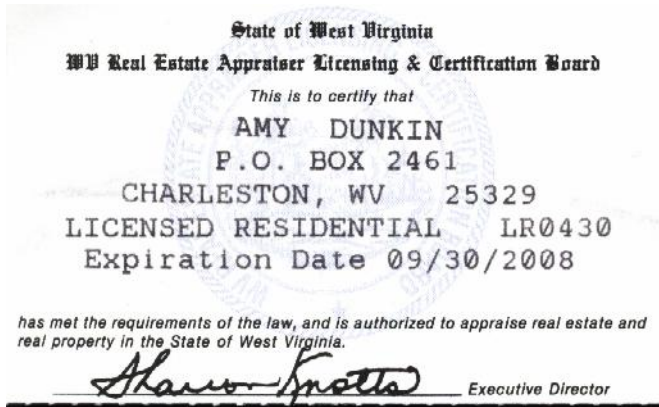 State of West Virginia
WV Real Estate Appraiser Licensing & Certification Board
This is to certify that
AMY DUNKIN
P.O. BOX 2461
CHARLESTON, WV 25329
LICENSED RESIDENTIAL LR0430
Expiration Date 09/30/2008
has met the requirements of the law, and is authorized to appraise real estate and
real property in the State of West Virginia.
Sharon Knotts Executive Director